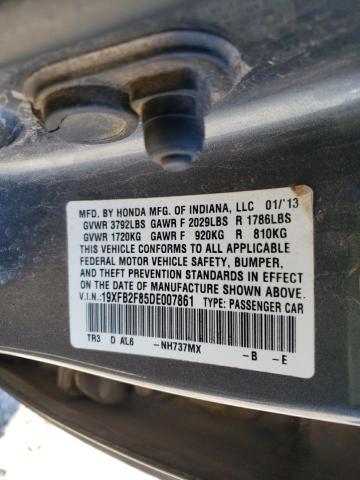 MFD. BY HONDA MFG. OF INDIANA, LLC 01/'13
GVWR 3792LBS GAWR F 2029LBS R 1786LBS
GVWR 1720KG GAWR F 920KG R 810KG
THIS VEHICLE CONFORMS TO ALL APPLICABLE
FEDERAL MOTOR VEHICLE SAFETY, BUMPER,
AND THEFT PREVENTION STANDARDS IN EFFECT
ON THE DATE OF MANUFACTURE SHOWN ABOVE.
V.I.N.: 19XFB2F85DE007861 TYPE: PASSENGER CAR
TR3 D AL6 -NH737MX -B -E